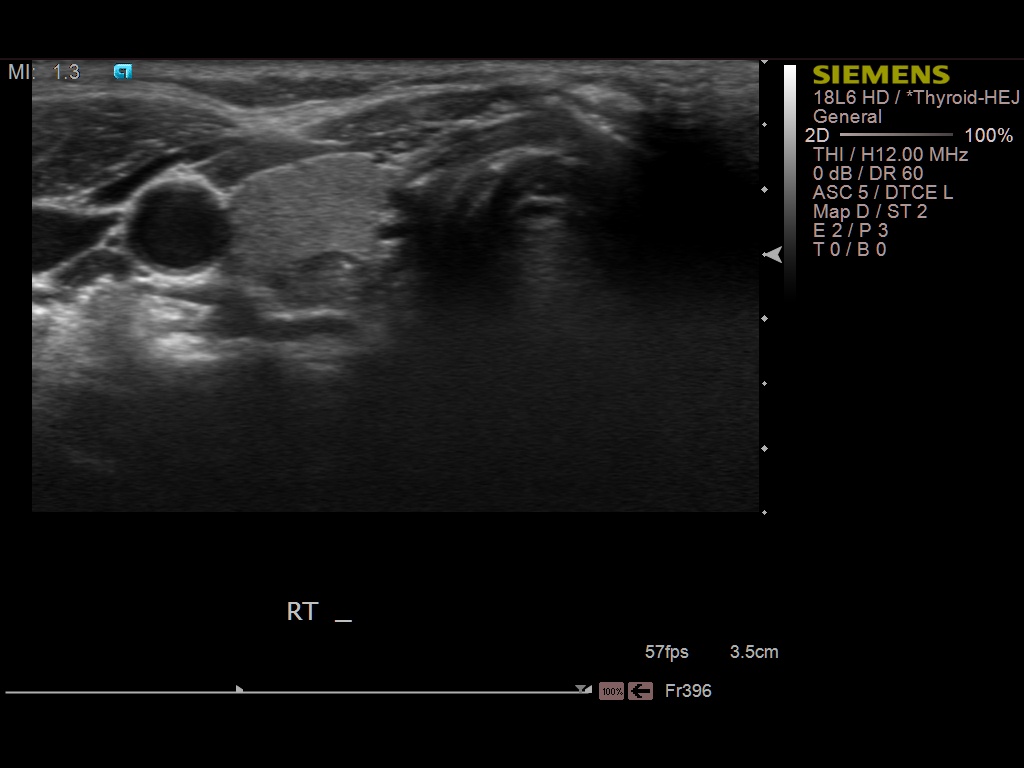 MI: 1.3
SIEMENS
18L6 HD / *Thyroid-HEJ
General
2D 100%
THI / H12.00 MHz
0 dB / DR 60
ASC 5 / DTCE L
Map D / ST 2
E 2 / P 3
T 0 / B 0
RT _
57fps 3.5cm
100% Fr396